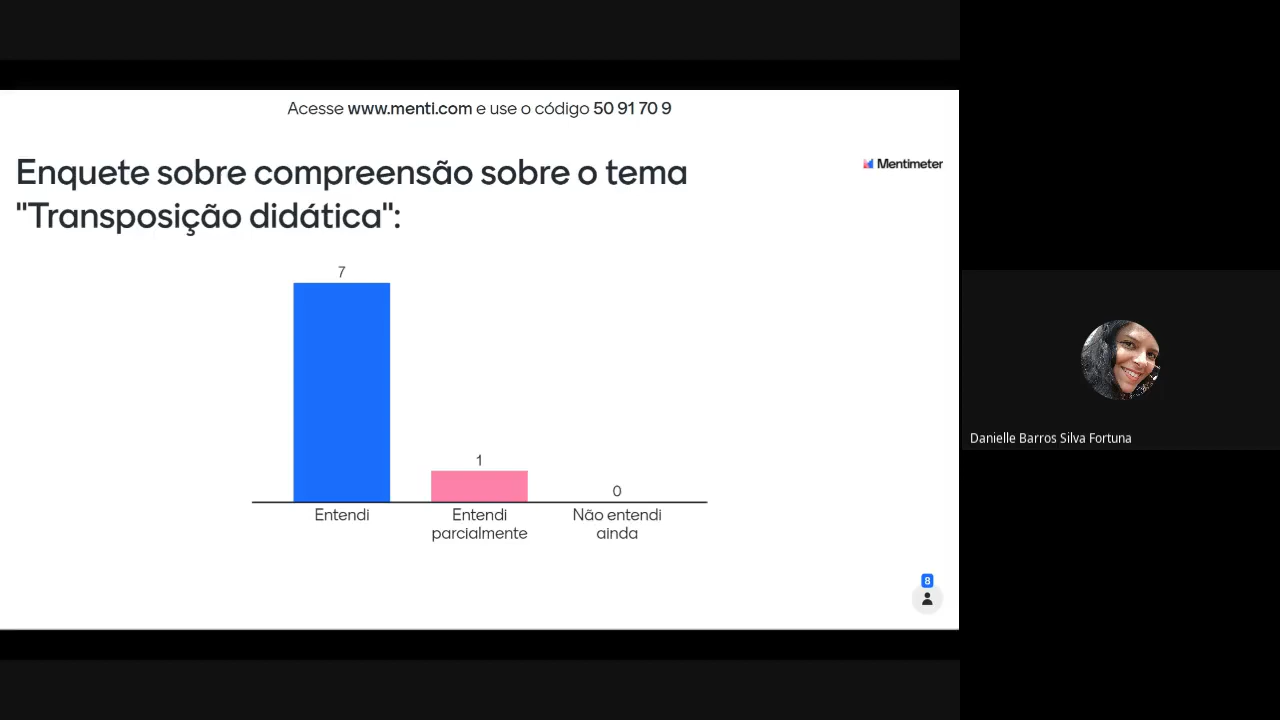 Acesse www.menti.com e use o código 50 91 70 9
Enquete sobre compreensão sobre o tema
"Transposição didática":
Mentimeter
7
1
0
Entendi
Entendi
parcialmente
Não entendi
ainda
8
Danielle Barros Silva Fortuna